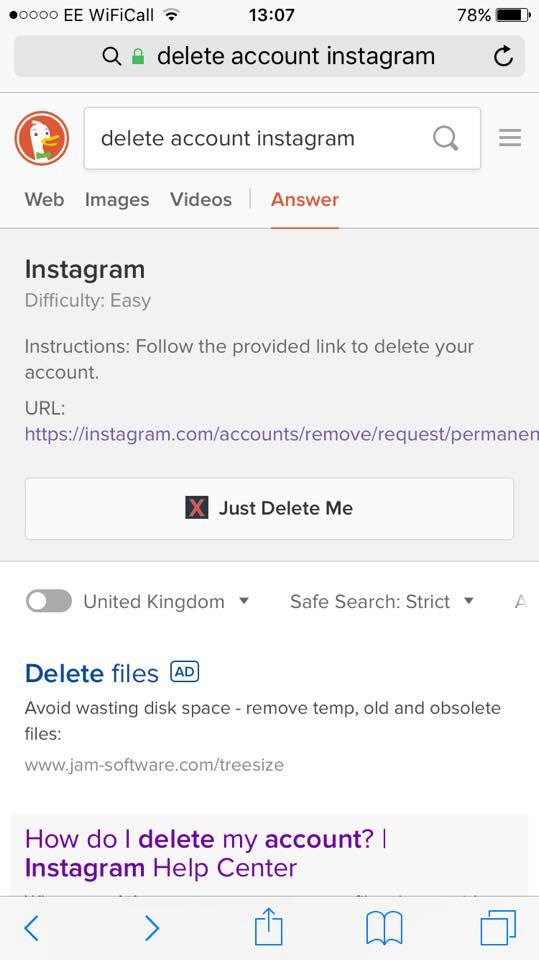 EE WiFiCall 13:07 78%
delete account instagram
delete account instagram
Web Images Videos Answer
Instagram
Difficulty: Easy
Instructions: Follow the provided link to delete your
account.
URL:
https://instagram.com/accounts/remove/request/permanen
X Just Delete Me
United Kingdom Safe Search: Strict A
Delete files AD
Avoid wasting disk space - remove temp, old and obsolete
files:
www.jam-software.com/treesize
How do I delete my account? |
Instagram Help Center